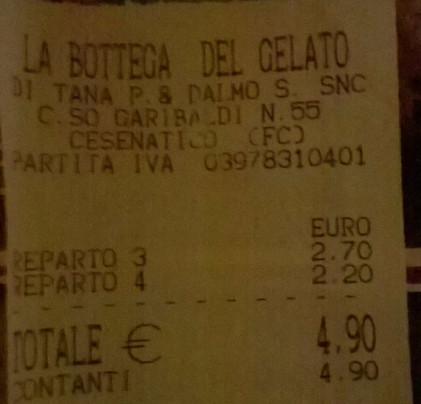 LA BOTTEGA DEL GELATO
DI TANA P. & DALMO S. SNC
C.SO GARIBALDI N.55
CESENATICO (FC)
PARTITA IVA 03978310401
EURO
REPARTO 3 2.70
REPARTO 4 2.20
TOTALE € 4.90
CONTANTI 4.90